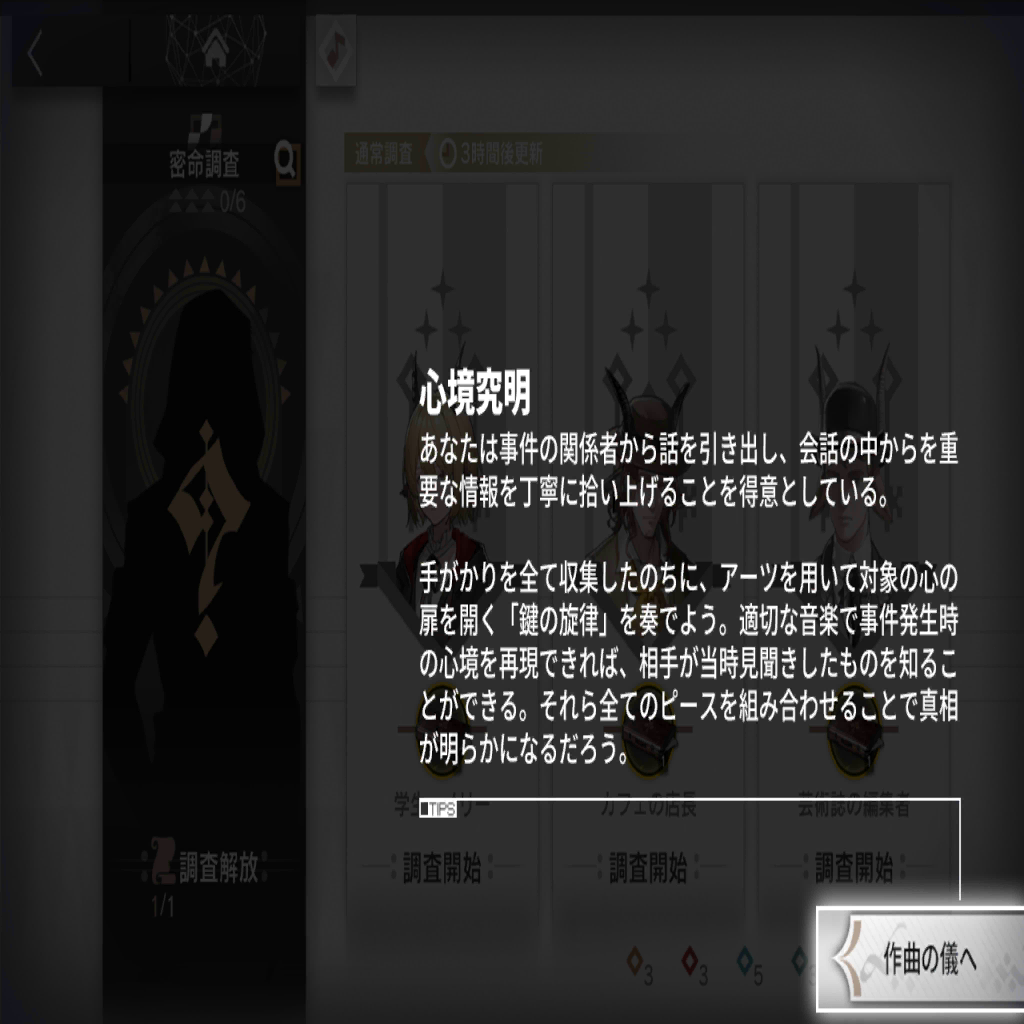 密命調査
0/6
通常調査
3時間後更新
心境究明
あなたは事件の関係者から話を引き出し、会話の中からを重
要な情報を丁寧に拾い上げることを得意としている。
手がかりを全て収集したのちに、アーツを用いて対象の心の
扉を開く「鍵の旋律」を奏でよう。適切な音楽で事件発生時
の心境を再現できれば、相手が当時見聞きしたものを知るこ
とができる。それら全てのピースを組み合わせることで真相
が明らかになるだろう。
TIPS
カフェの店長
芸術誌の編集者
調査解放
1/1
調査開始
調査開始
調査開始
3
3
5
作曲の儀へ